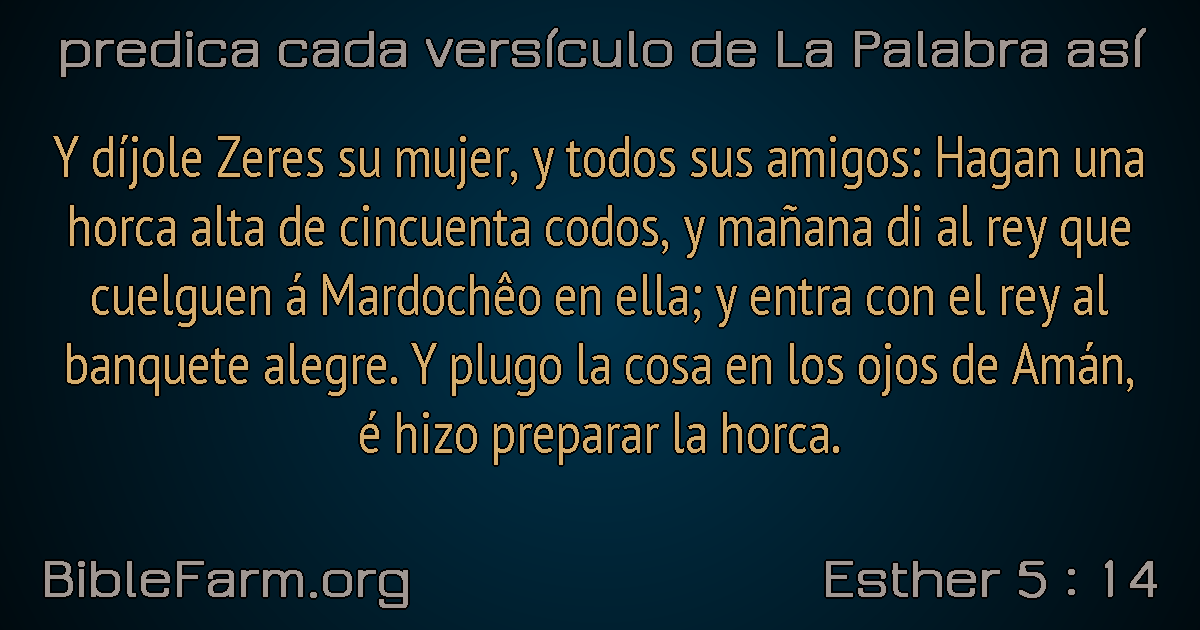 predica cada versículo de La Palabra así
Y díjole Zeres su mujer, y todos sus amigos: Hagan una
horca alta de cincuenta codos, y mañana di al rey que
cuelguen á Mardochêo en ella; y entra con el rey al
banquete alegre. Y plugo la cosa en los ojos de Amán,
é hizo preparar la horca.
BibleFarm.org
Esther 5 : 14